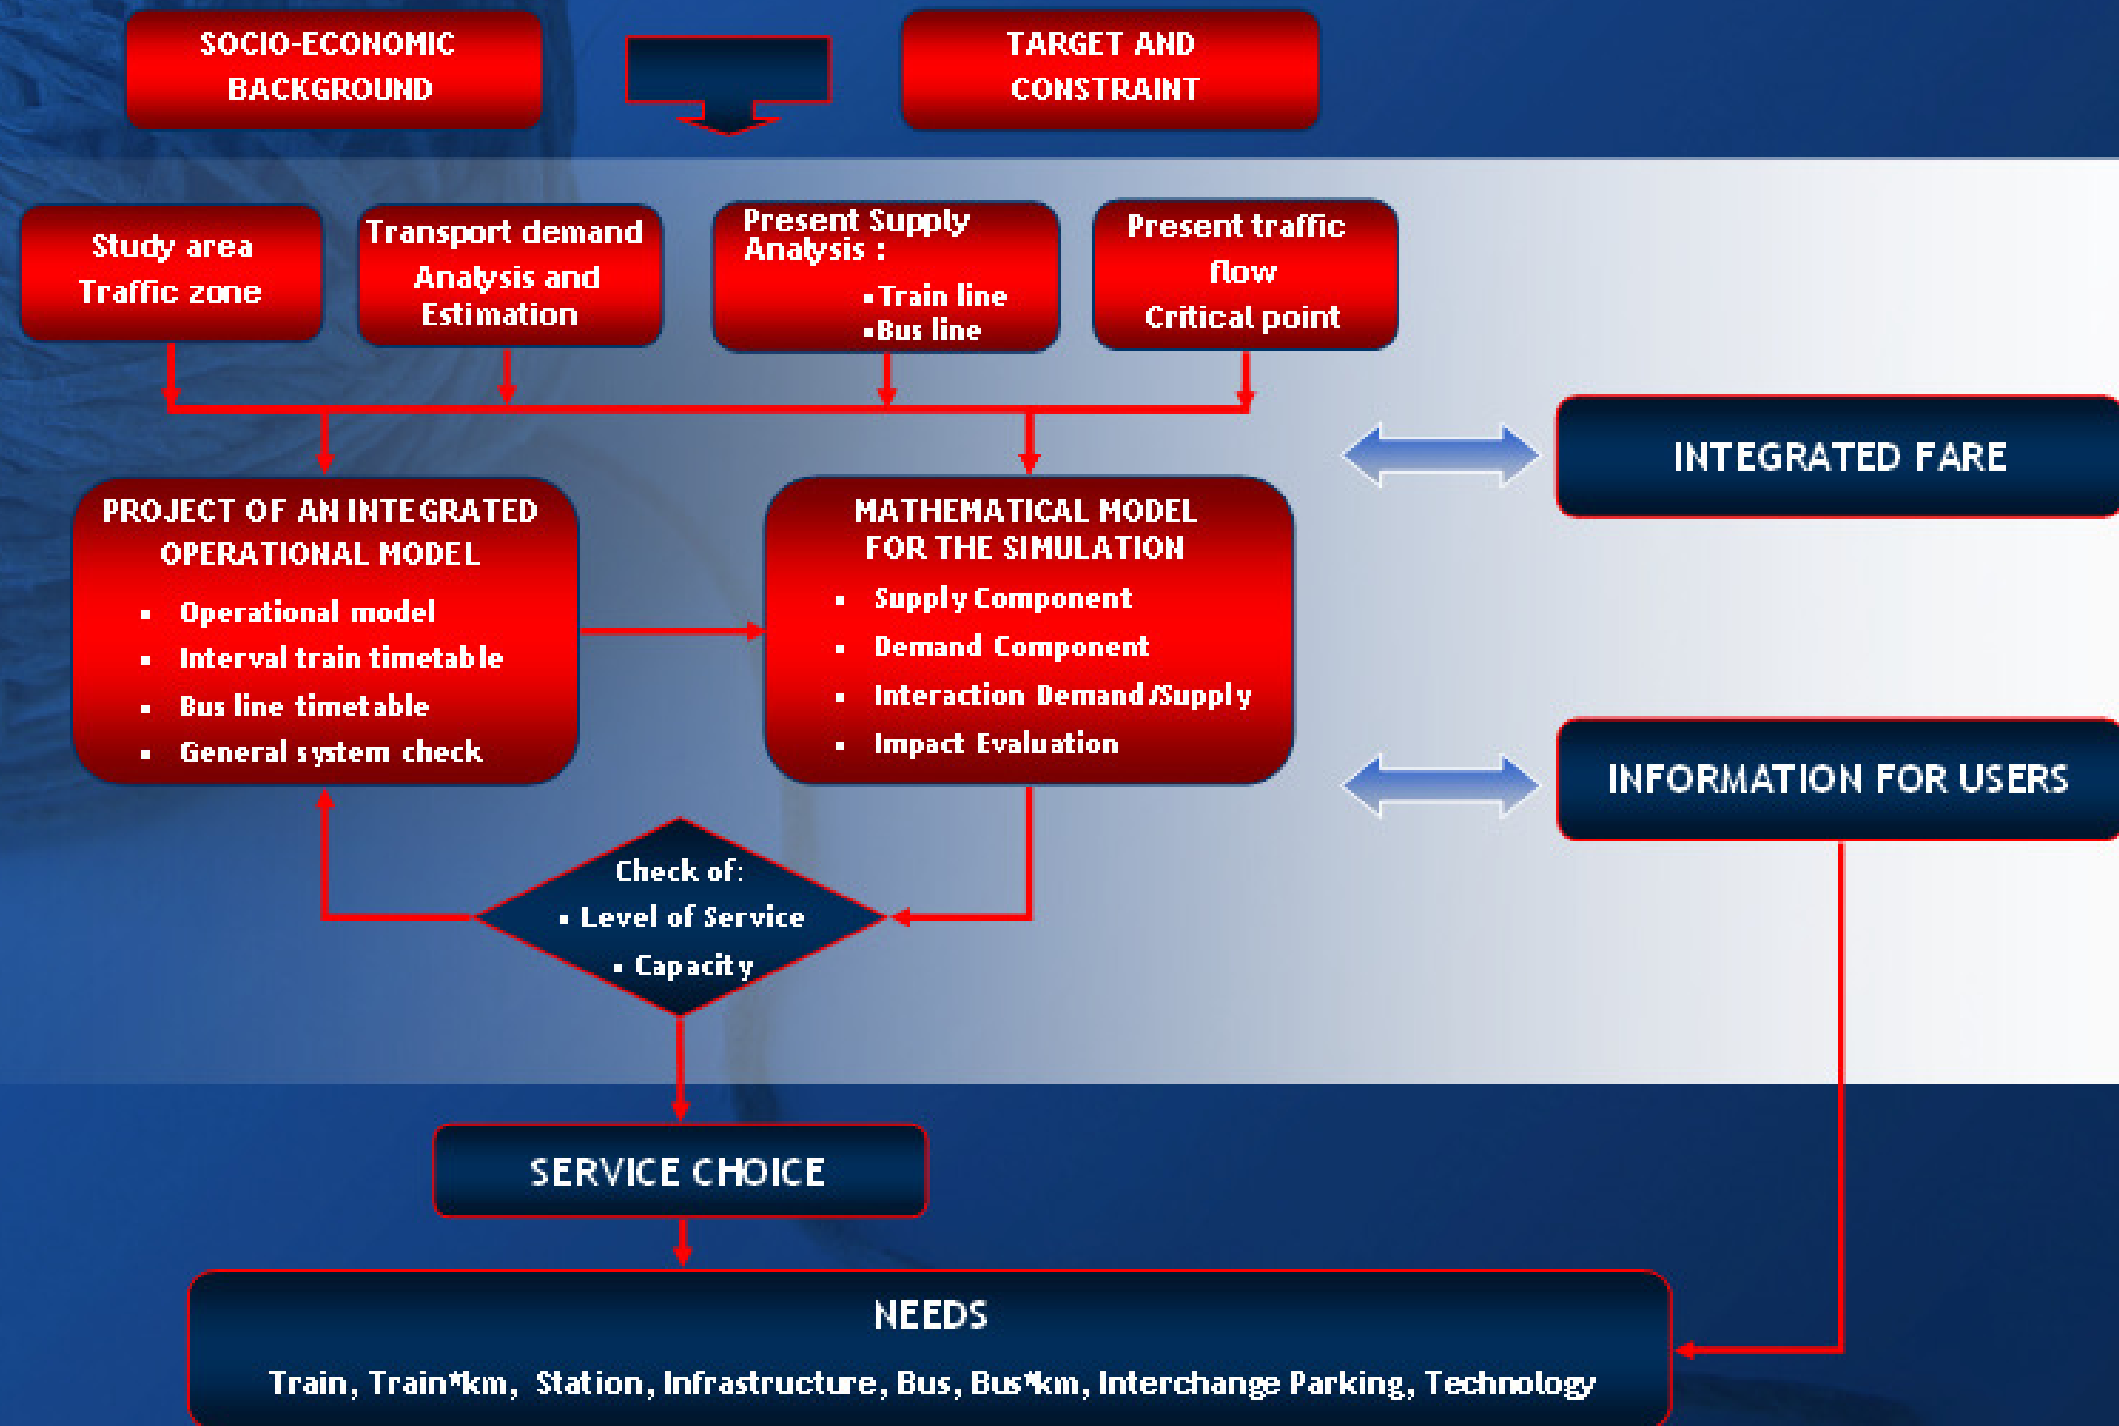 SOCIO-ECONOMIC
BACKGROUND
TARGET AND
CONSTRAINT
Study area
Traffic zone
Transport demand
Analysis and
Estimation
Present Supply
Analysis :
▪Train line
▪Bus line
Present traffic
flow
Critical point
INTEGRATED FARE
PROJECT OF AN INTEGRATED
OPERATIONAL MODEL
▪ Operational model
▪ Interval train timetable
▪ Bus line timetable
▪ General system check
MATHEMATICAL MODEL
FOR THE SIMULATION
▪ Supply Component
▪ Demand Component
▪ Interaction Demand/Supply
▪ Impact Evaluation
INFORMATION FOR USERS
Check of:
▪ Level of Service
▪ Capacity
SERVICE CHOICE
NEEDS
Train, Train*km, Station, Infrastructure, Bus, Bus*km, Interchange Parking, Technology